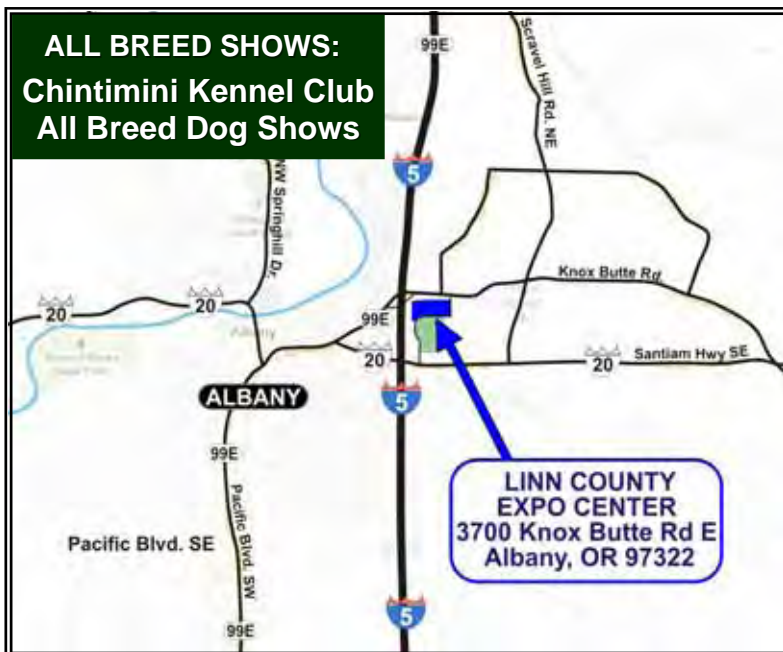 ALL BREED SHOWS:
Chintimini Kennel Club
All Breed Dog Shows
99E
Scravel Hill Rd. NE
NW Springhill Dr.
5
Knox Butte Rd
20
20
99E
Albany
20
Santiam Hwy SE
20
ALBANY
5
99E
Pacific Blvd. SW
Pacific Blvd. SE
LINN COUNTY
EXPO CENTER
3700 Knox Butte Rd E
Albany, OR 97322
5
99E